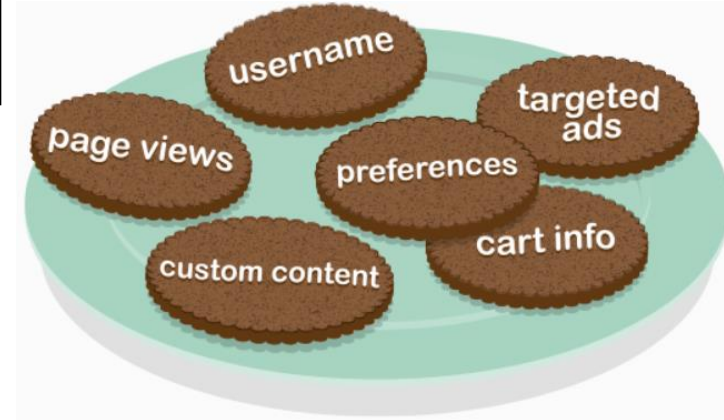 username
targeted
ads
page views
preferences
cart info
custom content